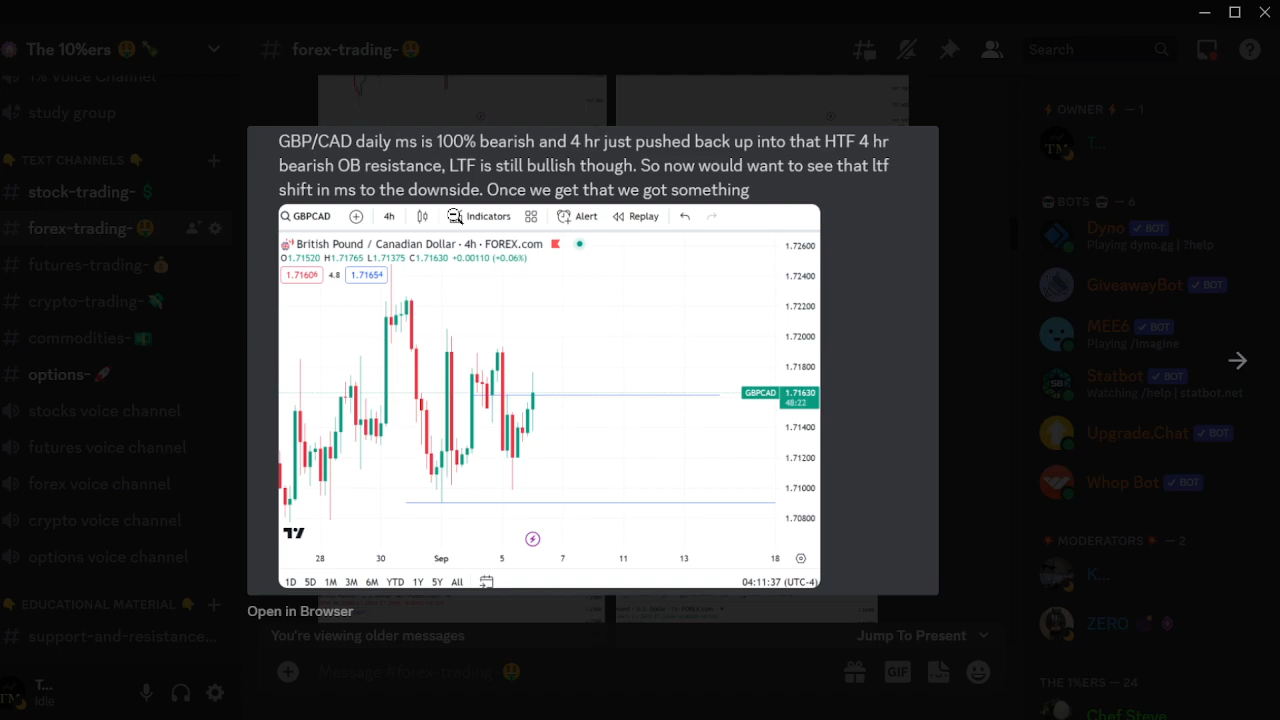 The 10%ers
forex-trading-
Search
1% Voice Channel
study group
TEXT CHANNELS
stock-trading-
forex-trading-
futures-trading-
crypto-trading-
commodities-
options-
stocks voice channel
futures voice channel
forex voice channel
crypto voice channel
options voice channel
EDUCATIONAL MATERIAL
support-and-resistance...
T...
Idle
GBP/CAD daily ms is 100% bearish and 4 hr just pushed back up into that HTF 4 hr
bearish OB resistance, LTF is still bullish though. So now would want to see that ltf
shift in ms to the downside. Once we get that we got something
GBPCAD 4h Indicators Alert Replay
British Pound / Canadian Dollar · 4h · FOREX.com
O1.71520 H1.71765 L1.71375 C1.71630 +0.00110 (+0.06%)
1.71606 4.8 1.71654
1.72600
1.72400
1.72200
1.72000
1.71800
GBPCAD 1.71630
48:22
1.71400
1.71200
1.71000
1.70800
28 30 Sep 5 7 11 13 18
1D 5D 1M 3M 6M YTD 1Y 5Y All 04:11:37 (UTC-4)
Open in Browser
You're viewing older messages Jump To Present
Message #forex-trading-
GIF
OWNER — 1
T...
BOTS — 6
Dyno BOT
Playing dyno.gg | ?help
GiveawayBot BOT
MEE6 BOT
Playing /imagine
Statbot BOT
Watching /help | statbot.net
Upgrade.Chat BOT
Whop Bot BOT
MODERATORS — 2
K...
ZERO
THE 1%ERS — 24
Chef Steve